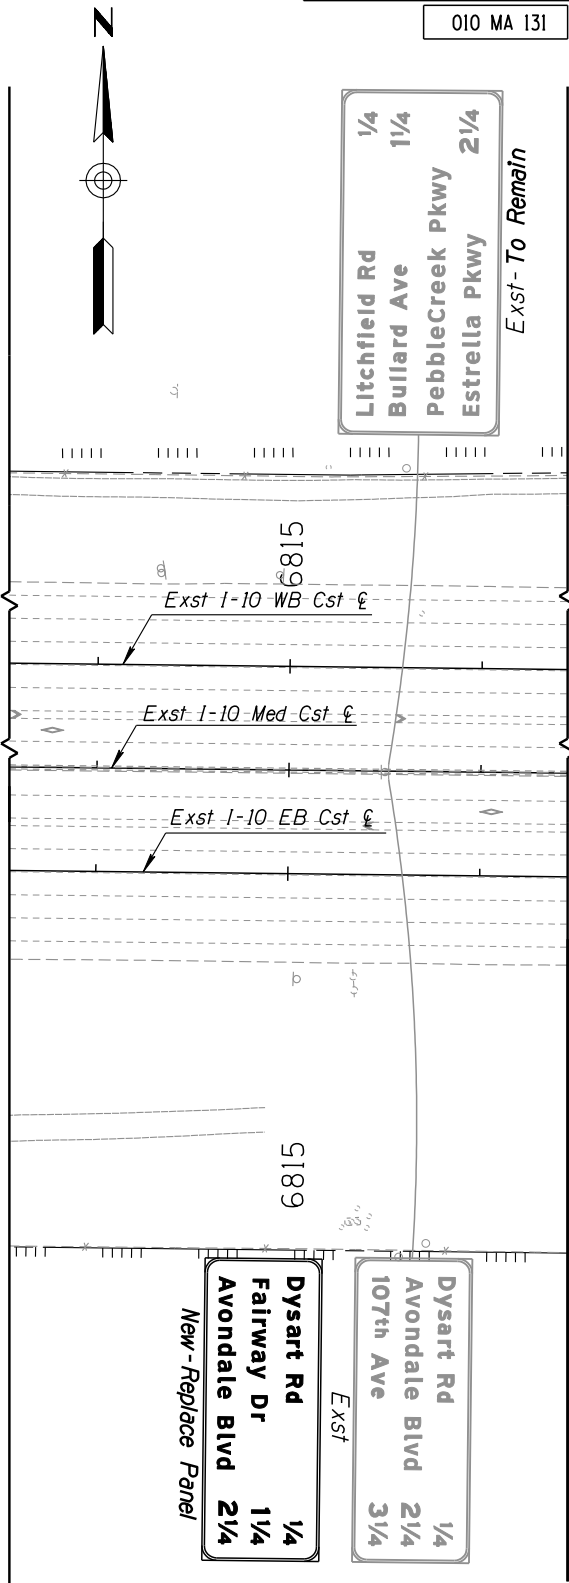 010 MA 131
N
Litchfield Rd 1/4
Bullard Ave 1 1/4
PebbleCreek Pkwy
Estrella Pkwy 2 1/4
Exst-To Remain
6815
Exst I-10 WB Cst ℄
Exst I-10 Med Cst ℄
Exst I-10 EB Cst ℄
6815
Dysart Rd 1/4
Fairway Dr 1 1/4
Avondale Blvd 2 1/4
New-Replace Panel
Dysart Rd 1/4
Avondale Blvd 2 1/4
107th Ave 3 1/4
Exst